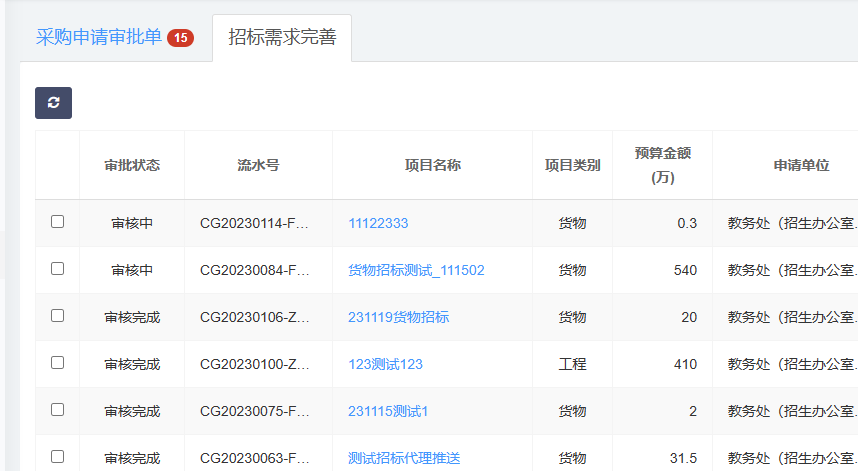 采购申请审批单 15 招标需求完善
审批状态 流水号 项目名称 项目类别 预算金额 申请单位
(万)
审核中 CG20230114-F... 11122333 货物 0.3 教务处（招生办公室...
审核中 CG20230084-F... 货物招标测试_111502 货物 540 教务处（招生办公室...
审核完成 CG20230106-Z... 231119货物招标 货物 20 教务处（招生办公室...
审核完成 CG20230100-Z... 123测试123 工程 410 教务处（招生办公室...
审核完成 CG20230075-F... 231115测试1 货物 2 教务处（招生办公室...
审核完成 CG20230063-F... 测试招标代理推送 货物 31.5 教务处（招生办公室...